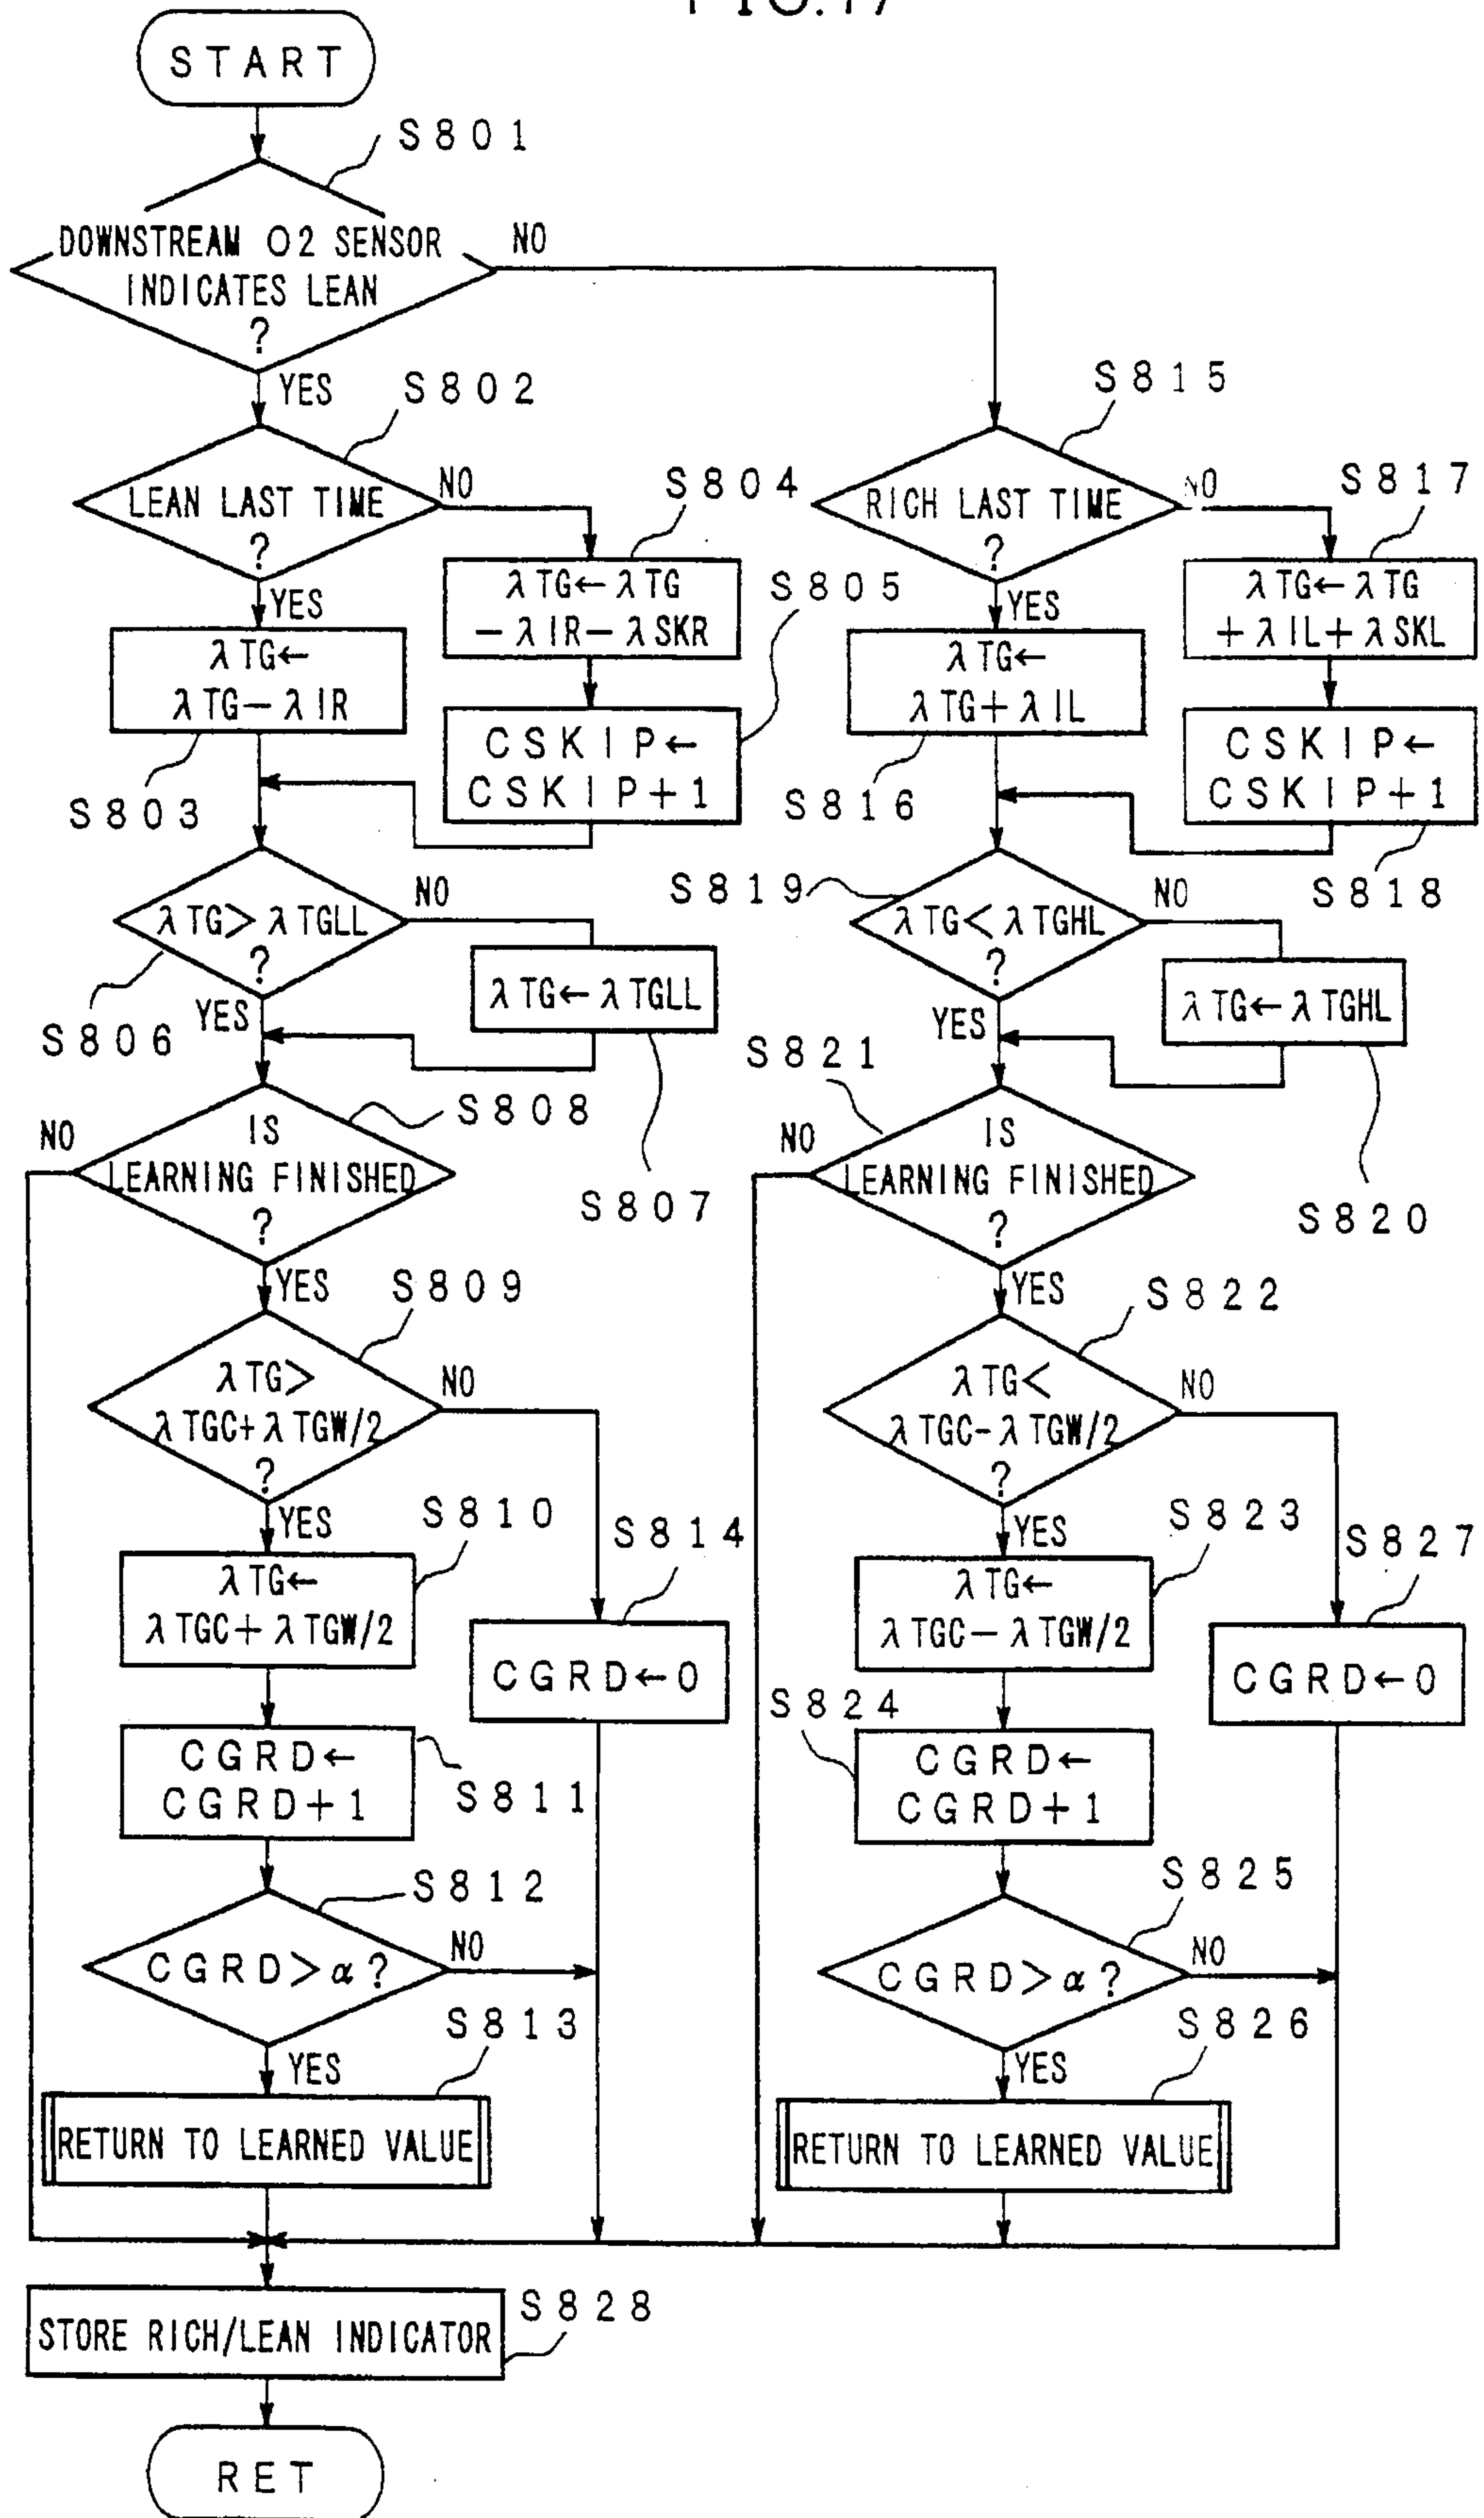 FIG. 17
START
S801
DOWNSTREAM O2 SENSOR
INDICATES LEAN
?
NO
YES
S802
LEAN LAST TIME
?
NO
YES
S804
λTG←λTG
-λIR-λSKR
S805
CSKIP←
CSKIP+1
λTG←
λTG-λIR
S803
S815
RICH LAST TIME
?
NO
YES
S817
λTG←λTG
+λIL+λSKL
CSKIP←
CSKIP+1
S818
λTG←
λTG+λIL
S816
λTG>λTGLL
?
NO
YES
S806
λTG←λTGLL
S807
S819
λTG<λTGHL
?
NO
YES
λTG←λTGHL
S820
S808
IS
LEARNING FINISHED
?
NO
YES
S821
IS
LEARNING FINISHED
?
NO
YES
S809
λTG>
λTGC+λTGW/2
?
NO
YES
S822
λTG<
λTGC-λTGW/2
?
NO
YES
S810
λTG←
λTGC+λTGW/2
S814
CGRD←0
S823
λTG←
λTGC-λTGW/2
S827
CGRD←0
CGRD←
CGRD+1
S811
S824
CGRD←
CGRD+1
S812
CGRD>α?
NO
YES
S825
CGRD>α?
NO
YES
S813
RETURN TO LEARNED VALUE
S826
RETURN TO LEARNED VALUE
STORE RICH/LEAN INDICATOR
S828
RET